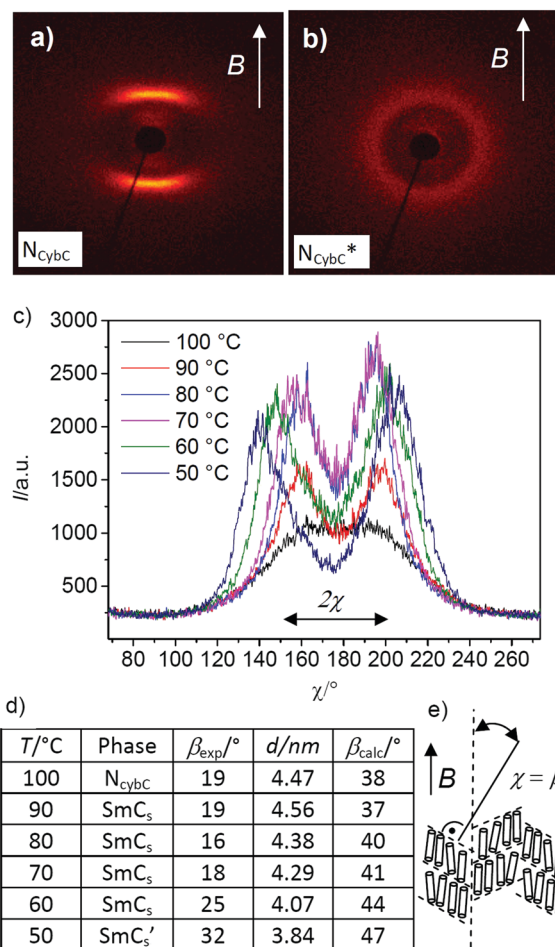 a)
B
N_CybC
b)
B
N_CybC*
c)
3000
2500
2000
1500
1000
500
I/a.u.
100 °C
90 °C
80 °C
70 °C
60 °C
50 °C
2χ
80 100 120 140 160 180 200 220 240 260
χ/°
d)
T/°C Phase β_exp/° d/nm β_calc/°
100 N_cybC 19 4.47 38
90 SmC_s 19 4.56 37
80 SmC_s 16 4.38 40
70 SmC_s 18 4.29 41
60 SmC_s 25 4.07 44
50 SmC_s' 32 3.84 47
e)
B
χ =